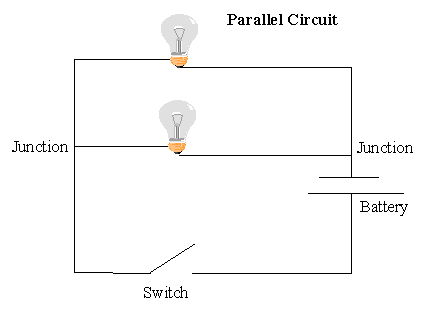 Parallel Circuit
Junction
Junction
Battery
Switch